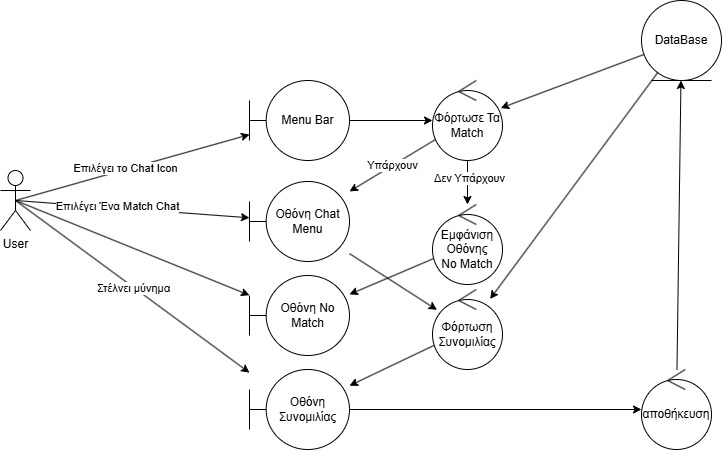 DataBase
Menu Bar
Φόρτωσε Τα
Match
Επιλέγει το Chat Icon
Υπάρχουν
Δεν Υπάρχουν
Επιλέγει Ένα Match Chat
Οθόνη Chat
Menu
User
Εμφάνιση
Οθόνης
No Match
Στέλνει μύνημα
Οθόνη No
Match
Φόρτωση
Συνομιλίας
Οθόνη
Συνομιλίας
αποθήκευση